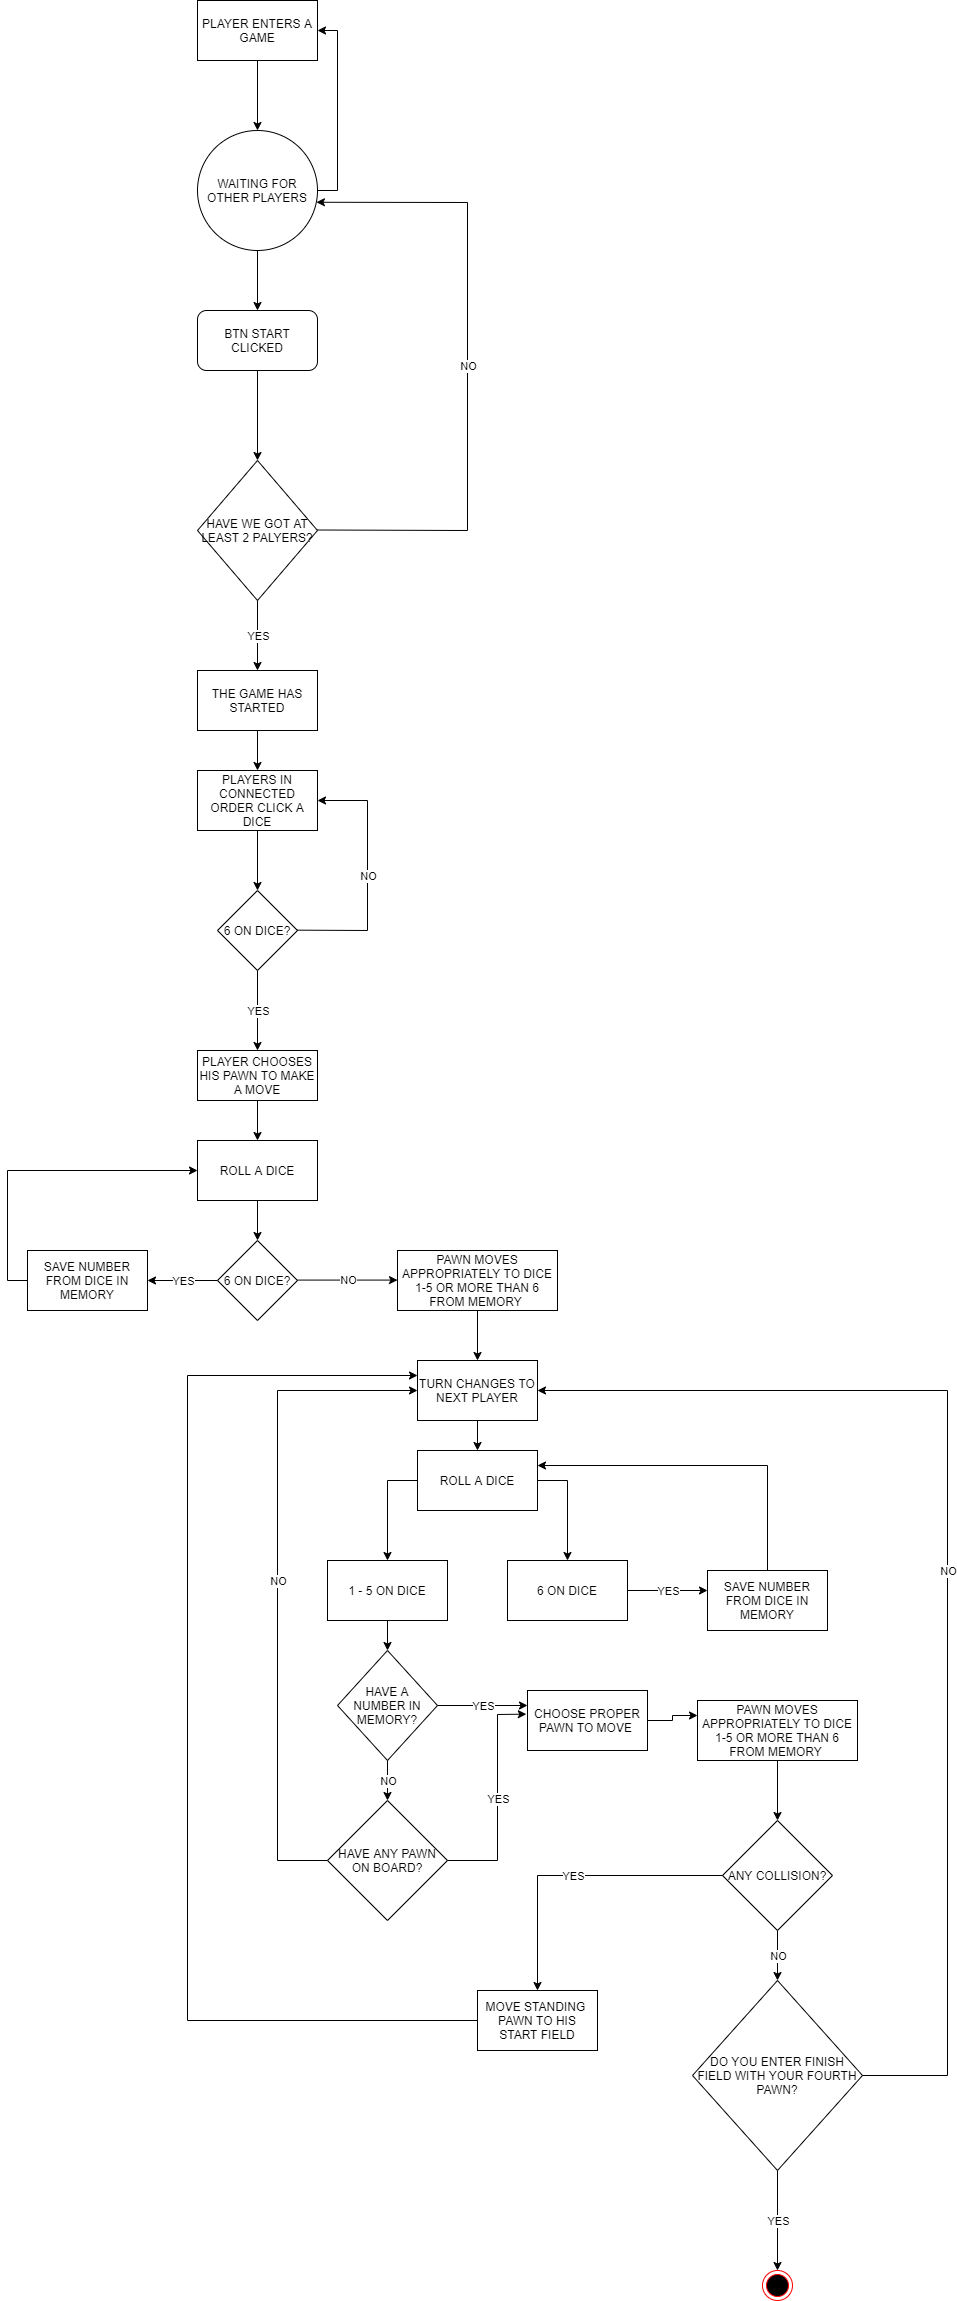 PLAYER ENTERS A
GAME
WAITING FOR
OTHER PLAYERS
BTN START
CLICKED
NO
HAVE WE GOT AT
LEAST 2 PALYERS?
YES
THE GAME HAS
STARTED
PLAYERS IN
CONNECTED
ORDER CLICK A
DICE
NO
6 ON DICE?
YES
PLAYER CHOOSES
HIS PAWN TO MAKE
A MOVE
ROLL A DICE
SAVE NUMBER
FROM DICE IN
MEMORY
YES
6 ON DICE?
NO
PAWN MOVES
APPROPRIATELY TO DICE
1-5 OR MORE THAN 6
FROM MEMORY
TURN CHANGES TO
NEXT PLAYER
ROLL A DICE
NO
1 - 5 ON DICE
6 ON DICE
YES
SAVE NUMBER
FROM DICE IN
MEMORY
NO
HAVE A
NUMBER IN
MEMORY?
YES
CHOOSE PROPER
PAWN TO MOVE
PAWN MOVES
APPROPRIATELY TO DICE
1-5 OR MORE THAN 6
FROM MEMORY
NO
YES
HAVE ANY PAWN
ON BOARD?
YES
ANY COLLISION?
NO
MOVE STANDING
PAWN TO HIS
START FIELD
DO YOU ENTER FINISH
FIELD WITH YOUR FOURTH
PAWN?
YES